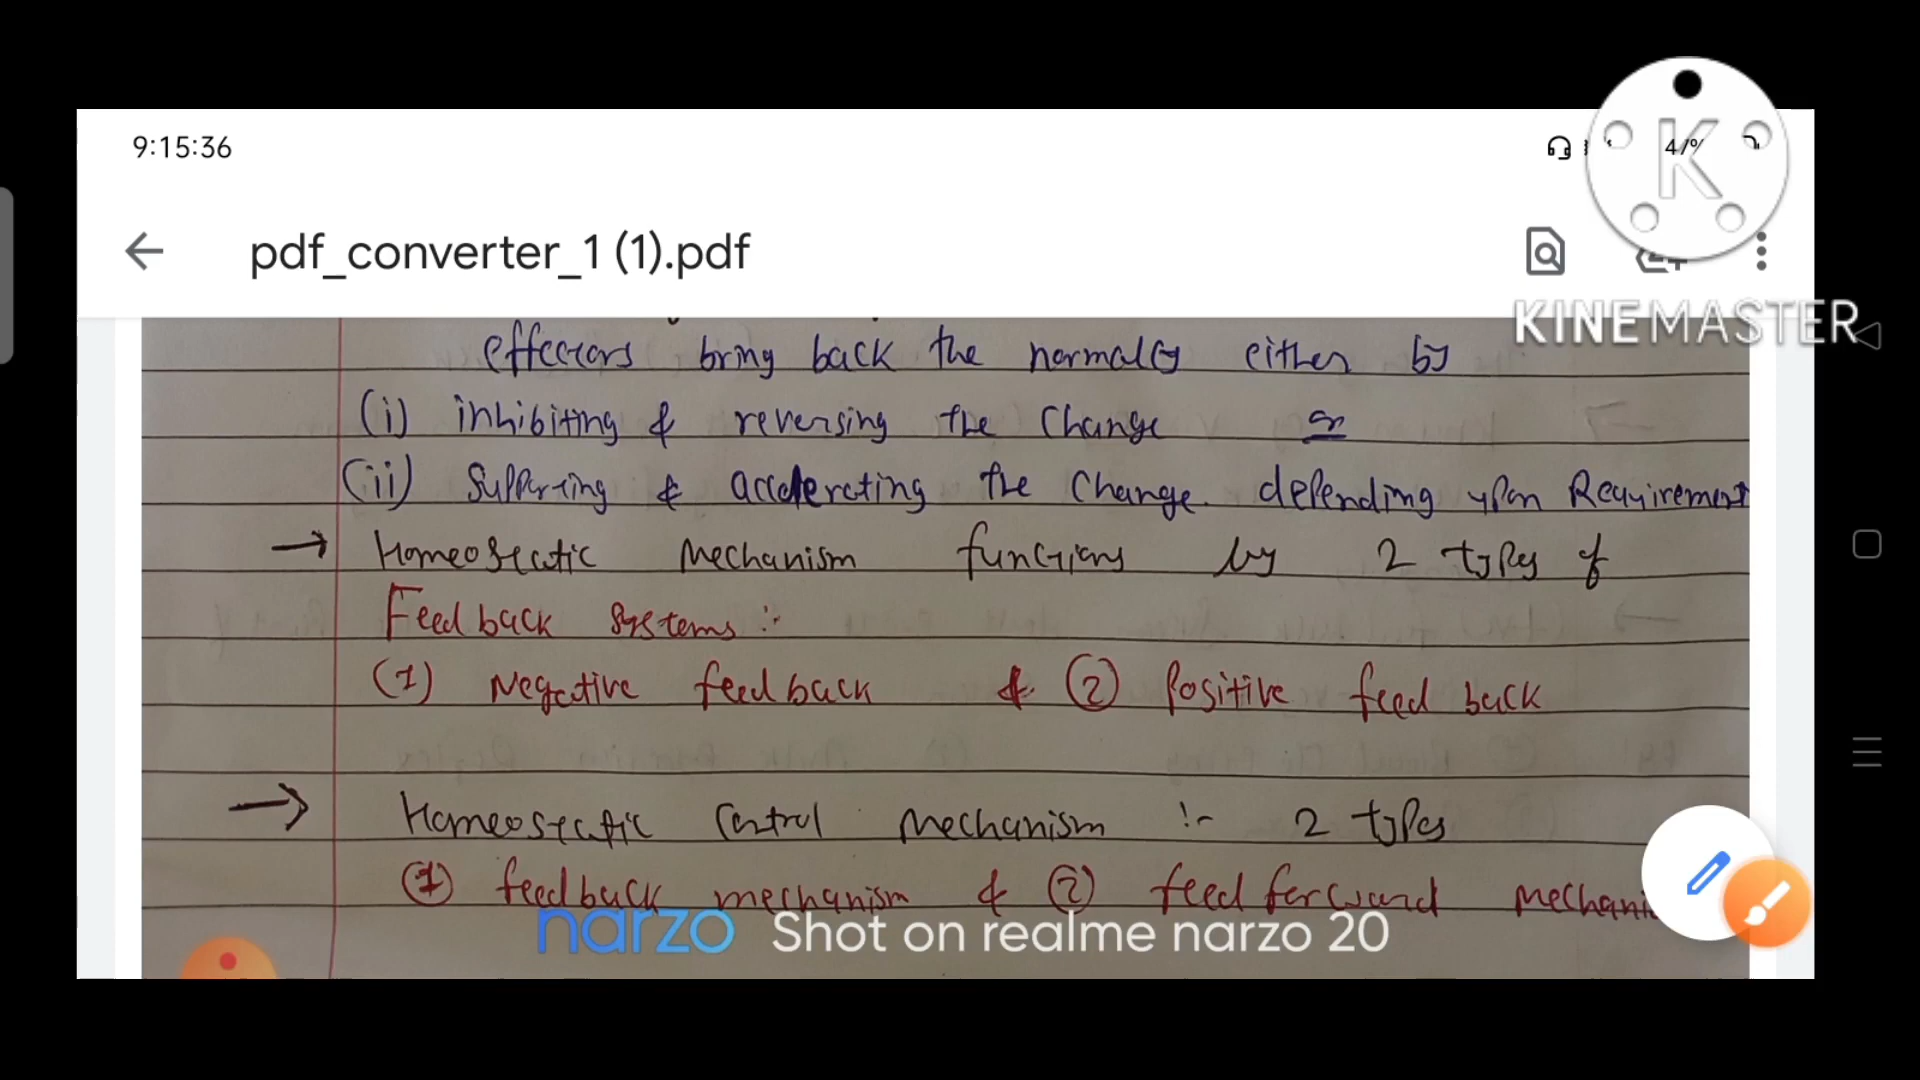 9:15:36
47%
pdf_converter_1 (1).pdf
KINEMASTER
effectors bring back the normalcy either by
(i) inhibiting & reversing the Change or
(ii) Supporting & accelerating the Change. depending upon Requirement
→ Homeostatic Mechanism functions by 2 types of
Feed back Systems :-
(1) Negative feed back & (2) Positive feed back
→ Homeostatic Control Mechanism :- 2 types
(1) feed back mechanism & (2) feed forward
narzo Shot on realme narzo 20